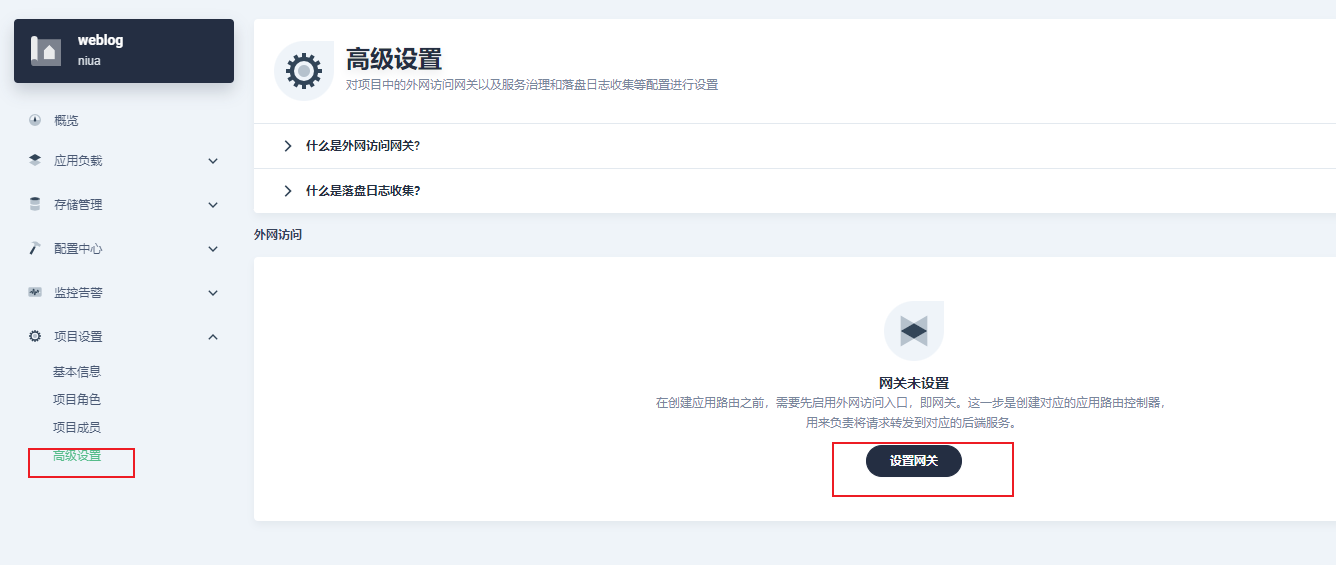 weblog
niua
概览
应用负载
存储管理
配置中心
监控告警
项目设置
基本信息
项目角色
项目成员
高级设置
高级设置
对项目中的外网访问网关以及服务治理和落盘日志收集等配置进行设置
什么是外网访问网关?
什么是落盘日志收集?
外网访问
网关未设置
在创建应用路由之前，需要先启用外网访问入口，即网关。这一步是创建对应的应用路由控制器，
用来负责将请求转发到对应的后端服务。
设置网关